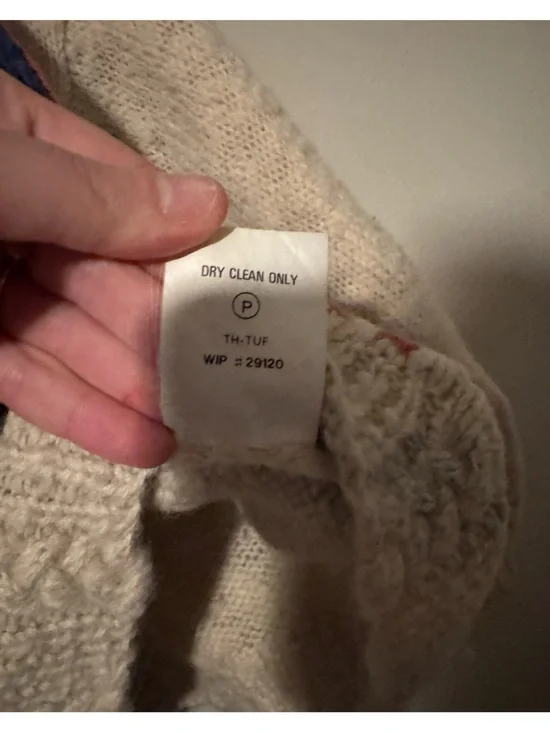 DRY CLEAN ONLY
P
TH-TUF
WIP #29120